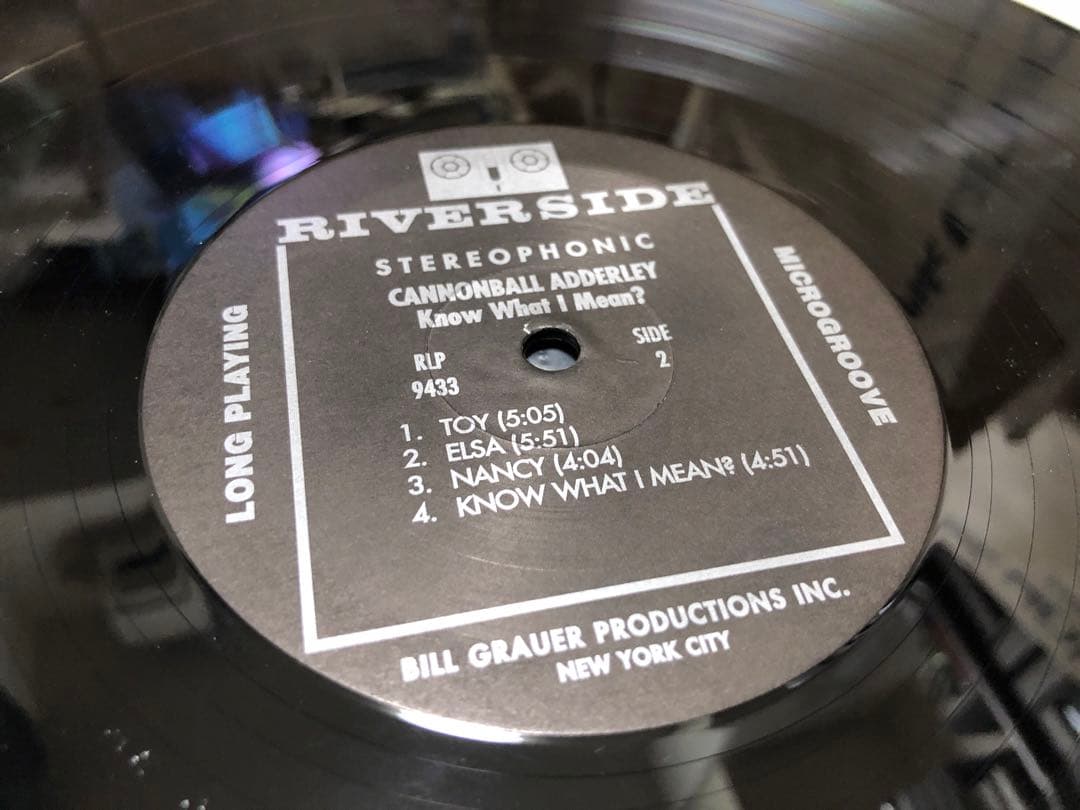 RIVERSIDE
STEREOPHONIC
CANNONBALL ADDERLEY
Know What I Mean?
RLP
9433
SIDE
2
1. TOY (5:05)
2. ELSA (5:51)
3. NANCY (4:04)
4. KNOW WHAT I MEAN? (4:51)
LONG PLAYING
MICROGROOVE
BILL GRAUER PRODUCTIONS INC.
NEW YORK CITY